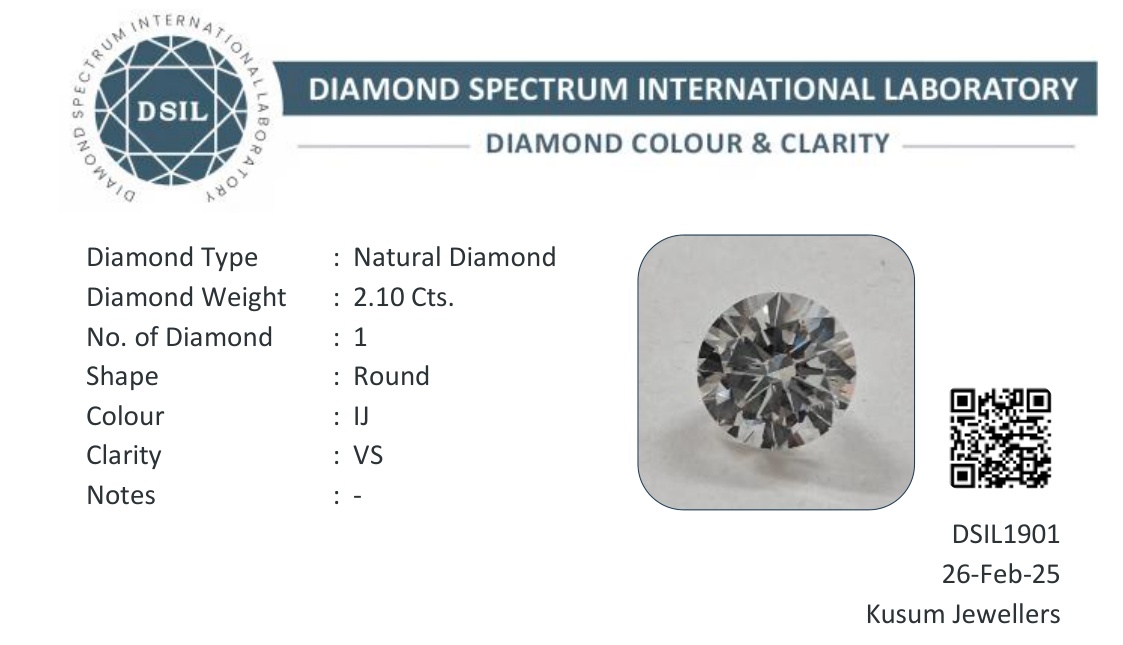 DIAMOND SPECTRUM INTERNATIONAL LABORATORY
DSIL
DIAMOND SPECTRUM INTERNATIONAL LABORATORY
DIAMOND COLOUR & CLARITY
Diamond Type : Natural Diamond
Diamond Weight : 2.10 Cts.
No. of Diamond : 1
Shape : Round
Colour : IJ
Clarity : VS
Notes : -
DSIL1901
26-Feb-25
Kusum Jewellers